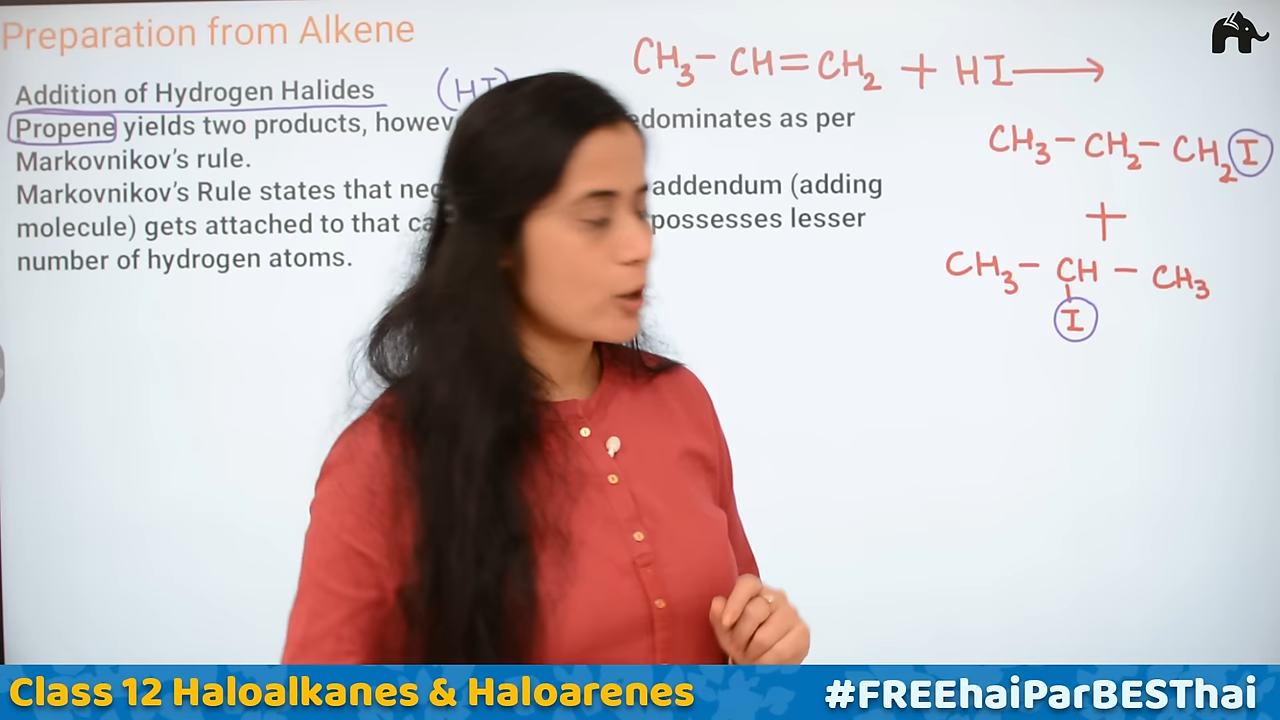 Preparation from Alkene
Addition of Hydrogen Halides (HI)
Propene yields two products, howev dominates as per
Markovnikov's rule.
Markovnikov's Rule states that neg addendum (adding
molecule) gets attached to that ca possesses lesser
number of hydrogen atoms.
CH₃- CH=CH₂ + HI→
CH₃-CH₂- CH₂I
+
CH₃- CH - CH₃
I
Class 12 Haloalkanes & Haloarenes #FREEhaiParBESThai